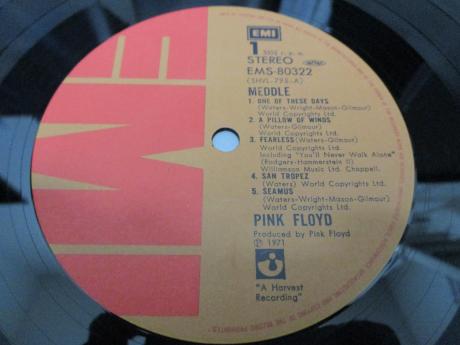 EMI
EMI
1
33⅓ r.p.m.
STEREO
EMS-80322
(SHVL-795-A)
MEDDLE
1. ONE OF THESE DAYS
(Waters-Wright-Mason-Gilmour)
World Copyrights Ltd.
2. A PILLOW OF WINDS
(Waters-Gilmour)
World Copyrights Ltd.
3. FEARLESS (Waters-Gilmour)
World Copyrights Ltd.
Including "You'll Never Walk Alone"
(Rodgers-Hammerstein II)
Williamson Music Ltd. Chappell.
4. SAN TROPEZ
(Waters) World Copyrights Ltd.
5. SEAMUS
(Waters-Wright-Mason-Gilmour)
World Copyrights Ltd.
PINK FLOYD
Produced by Pink Floyd
Ⓟ 1971
"A Harvest
Recording"